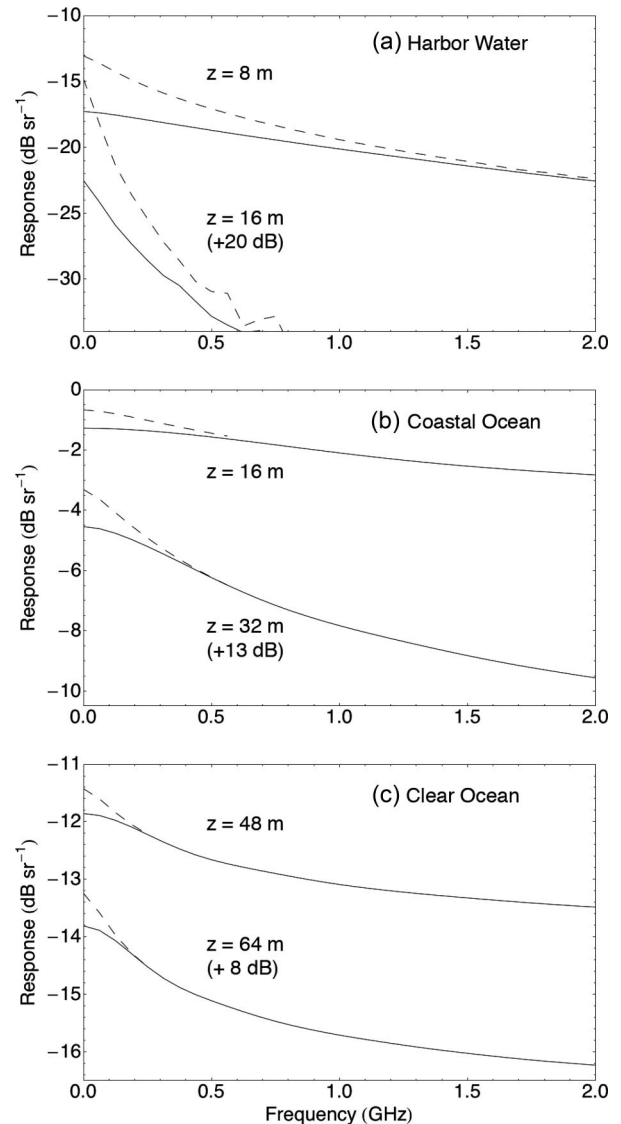 (a) Harbor Water
Response (dB sr⁻¹)
−10
−15
−20
−25
−30
z = 8 m
z = 16 m
(+20 dB)
0.0 0.5 1.0 1.5 2.0
(b) Coastal Ocean
Response (dB sr⁻¹)
0
−2
−4
−6
−8
−10
z = 16 m
z = 32 m
(+13 dB)
0.0 0.5 1.0 1.5 2.0
(c) Clear Ocean
Response (dB sr⁻¹)
−11
−12
−13
−14
−15
−16
z = 48 m
z = 64 m
(+ 8 dB)
0.0 0.5 1.0 1.5 2.0
Frequency (GHz)